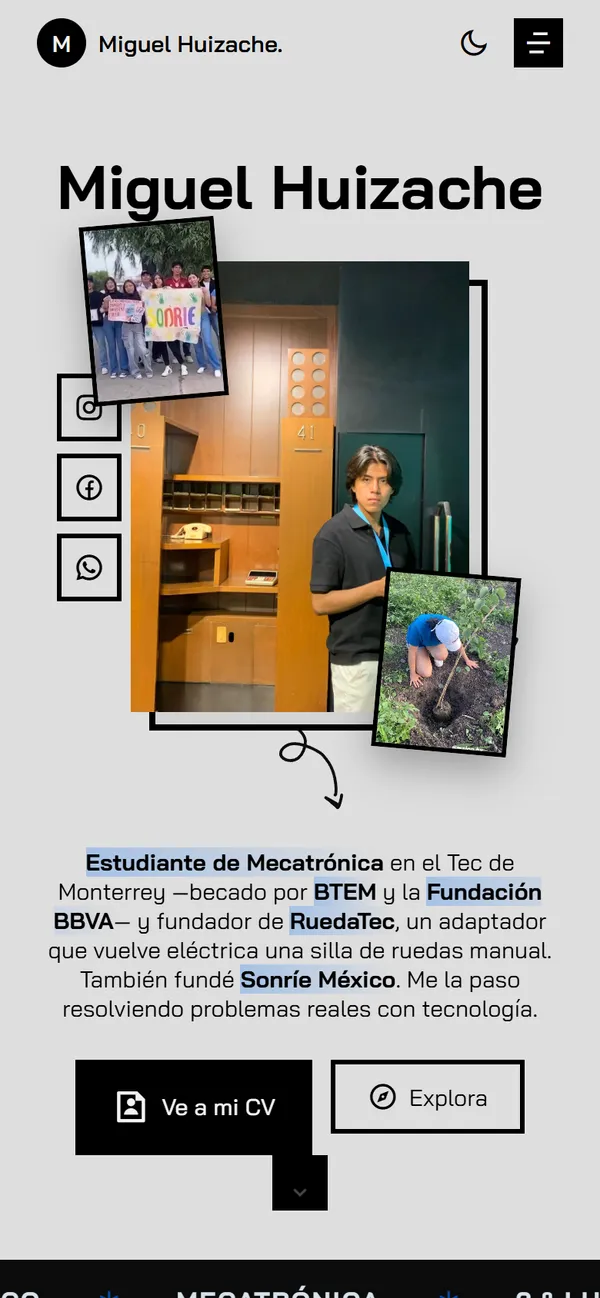 M
Miguel Huizache.
Miguel Huizache
SONRIE
41
Estudiante de Mecatrónica en el Tec de
Monterrey —becado por BTEM y la Fundación
BBVA— y fundador de RuedaTec, un adaptador
que vuelve eléctrica una silla de ruedas manual.
También fundé Sonríe México. Me la paso
resolviendo problemas reales con tecnología.
Ve a mi CV
Explora
MECATRÓNICA